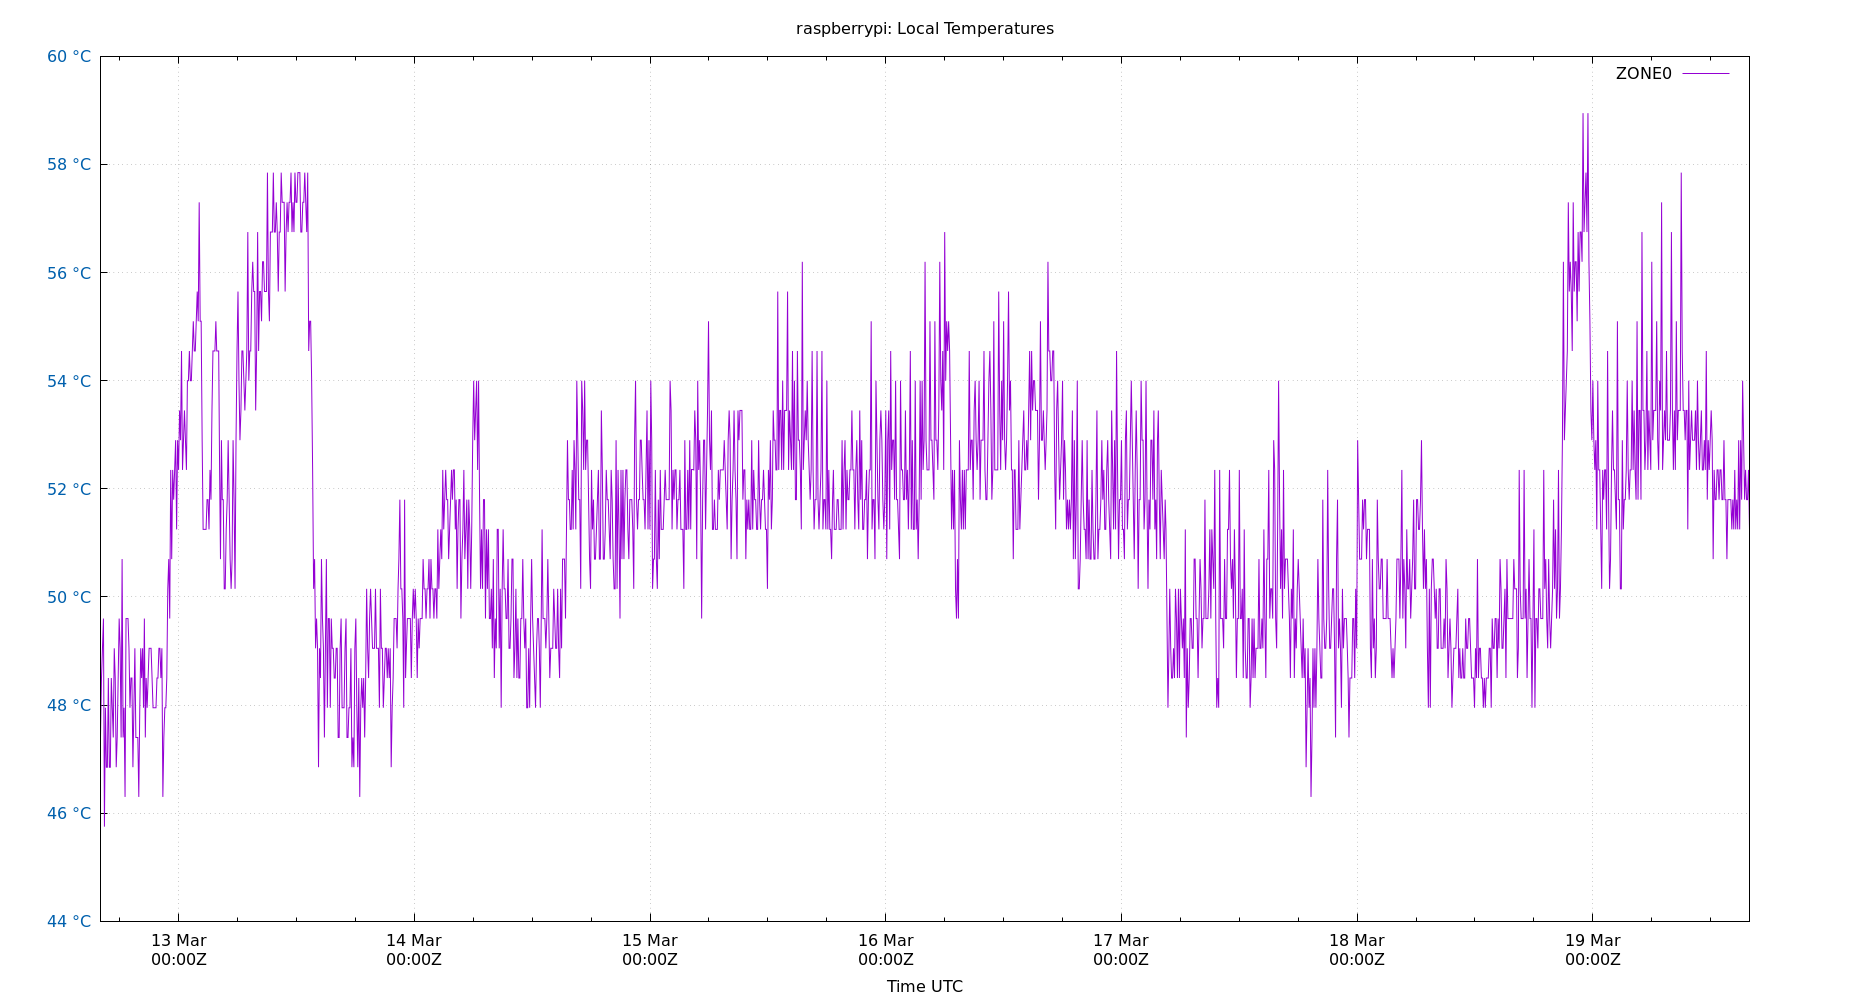 raspberrypi: Local Temperatures
60 °C
ZONE0
58 °C
56 °C
54 °C
52 °C
50 °C
48 °C
46 °C
44 °C
13 Mar 14 Mar 15 Mar 16 Mar 17 Mar 18 Mar 19 Mar
00:00Z 00:00Z 00:00Z 00:00Z 00:00Z 00:00Z 00:00Z
Time UTC